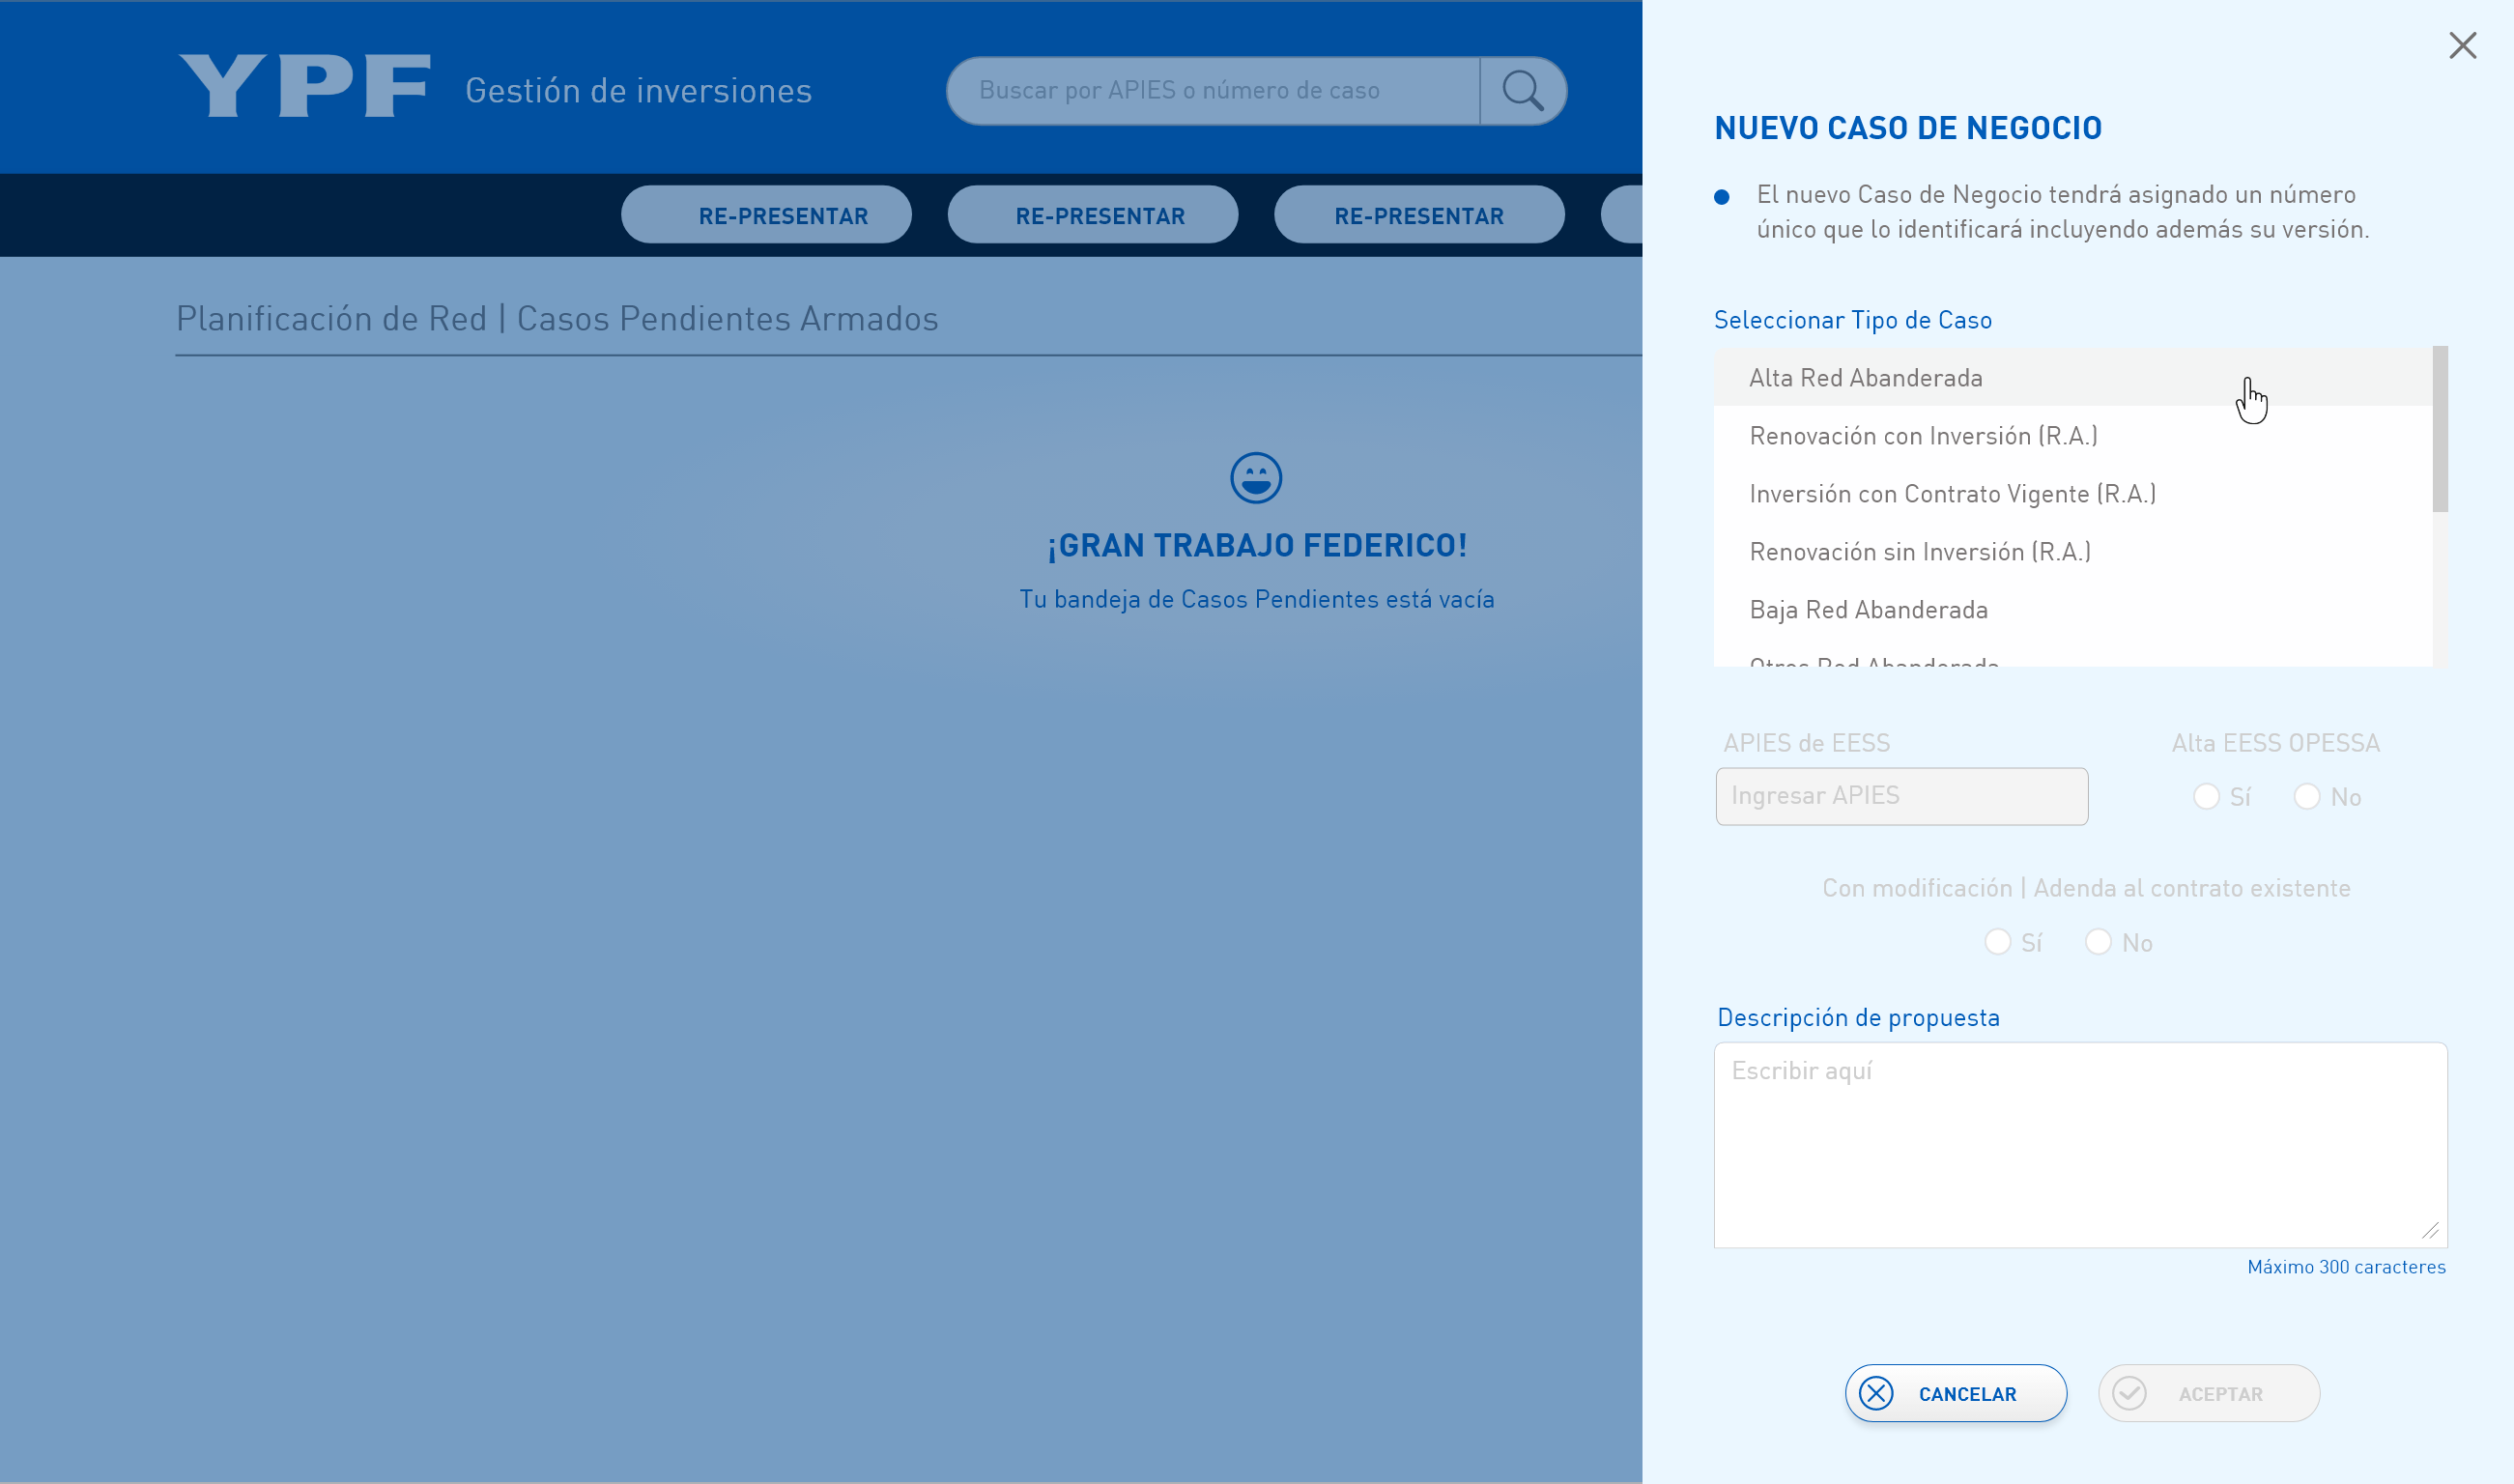 YPF
Gestión de inversiones
Buscar por APIES o número de caso
RE-PRESENTAR
RE-PRESENTAR
RE-PRESENTAR
Planificación de Red | Casos Pendientes Armados
¡GRAN TRABAJO FEDERICO!
Tu bandeja de Casos Pendientes está vacía
NUEVO CASO DE NEGOCIO
El nuevo Caso de Negocio tendrá asignado un número
único que lo identificará incluyendo además su versión.
Seleccionar Tipo de Caso
Alta Red Abanderada
Renovación con Inversión (R.A.)
Inversión con Contrato Vigente (R.A.)
Renovación sin Inversión (R.A.)
Baja Red Abanderada
Otros Red Abanderada
APIES de EESS
Ingresar APIES
Alta EESS OPESSA
Sí No
Con modificación | Adenda al contrato existente
Sí No
Descripción de propuesta
Escribir aquí
Máximo 300 caracteres
CANCELAR
ACEPTAR